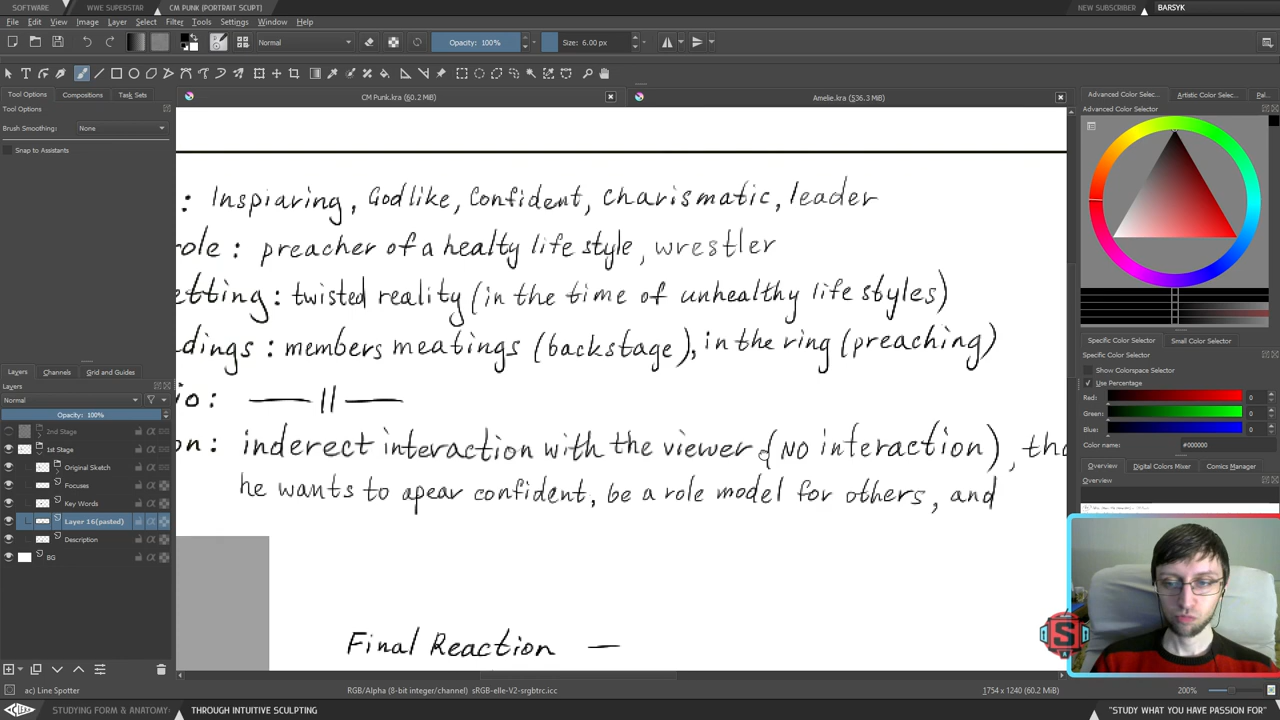 SOFTWARE WWE SUPERSTAR CM PUNK (PORTRAIT SCUPT) NEW SUBSCRIBER BARSYK
File Edit View Image Layer Select Filter Tools Settings Window Help
Normal Opacity: 100% Size: 6.00 px
Tool Options Compositions Task Sets CM Punk.kra (60.2 MiB) Amelie.kra (536.3 MiB) Advanced Color Selec... Artistic Color Selec... Pal...
Tool Options Advanced Color Selector
Brush Smoothing: None
Snap to Assistants
: Inspiaring, Godlike, Confident, charismatic, leader
role : preacher of a healty life style, wrestler
etting : twisted reality (in the time of unhealthy life styles)
dings : members meatings (backstage), in the ring (preaching)
io: —— || ——
on: inderect interaction with the viewer (NO interaction), tho
he wants to apear confident, be a role model for others, and
Final Reaction —
Specific Color Selector Small Color Selector
Specific Color Selector
Show Colorspace Selector
Use Percentage
Red: 0
Green: 0
Blue: 0
Color name: #000000
Overview Digital Colors Mixer Comics Manager
Overview
Layers Channels Grid and Guides
Layers
Normal
Opacity: 100%
2nd Stage
1st Stage
Original Sketch
Focuses
Key Words
Layer 16(pasted)
Description
BG
ac) Line Spotter RGB/Alpha (8-bit integer/channel) sRGB-elle-V2-srgbtrc.icc 1754 x 1240 (60.2 MiB) 200%
STUDYING FORM & ANATOMY THROUGH INTUITIVE SCULPTING "STUDY WHAT YOU HAVE PASSION FOR"